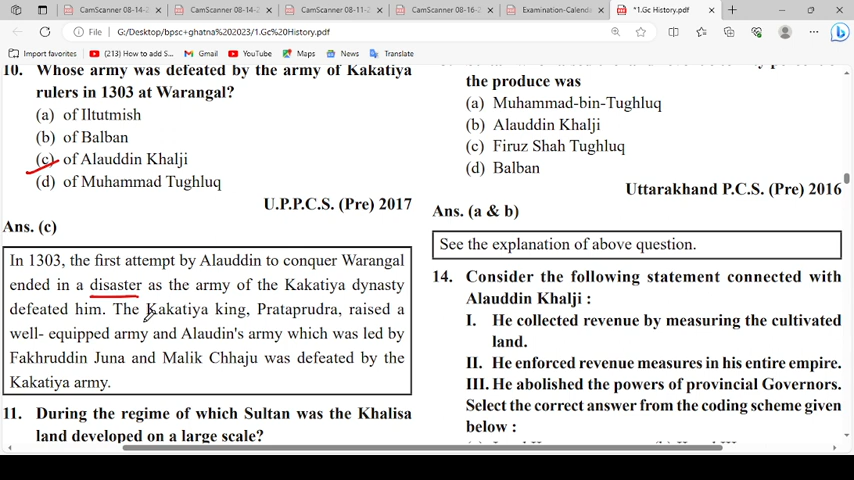 CamScanner 08-14-2
CamScanner 08-14-2
CamScanner 08-11-2
CamScanner 08-16-2
Examination-Calend
*1.Gc History.pdf
File
G:/Desktop/bpsc+ghatna%202023/1.Gc%20History.pdf
Import favorites
(213) How to add S...
Gmail
YouTube
Maps
News
Translate
10. Whose army was defeated by the army of Kakatiya
rulers in 1303 at Warangal?
(a) of Iltutmish
(b) of Balban
(c) of Alauddin Khalji
(d) of Muhammad Tughluq
U.P.P.C.S. (Pre) 2017
Ans. (c)
In 1303, the first attempt by Alauddin to conquer Warangal
ended in a disaster as the army of the Kakatiya dynasty
defeated him. The Kakatiya king, Prataprudra, raised a
well- equipped army and Alaudin's army which was led by
Fakhruddin Juna and Malik Chhaju was defeated by the
Kakatiya army.
11. During the regime of which Sultan was the Khalisa
land developed on a large scale?
the produce was
(a) Muhammad-bin-Tughluq
(b) Alauddin Khalji
(c) Firuz Shah Tughluq
(d) Balban
Uttarakhand P.C.S. (Pre) 2016
Ans. (a & b)
See the explanation of above question.
14. Consider the following statement connected with
Alauddin Khalji :
I. He collected revenue by measuring the cultivated
land.
II. He enforced revenue measures in his entire empire.
III. He abolished the powers of provincial Governors.
Select the correct answer from the coding scheme given
below :